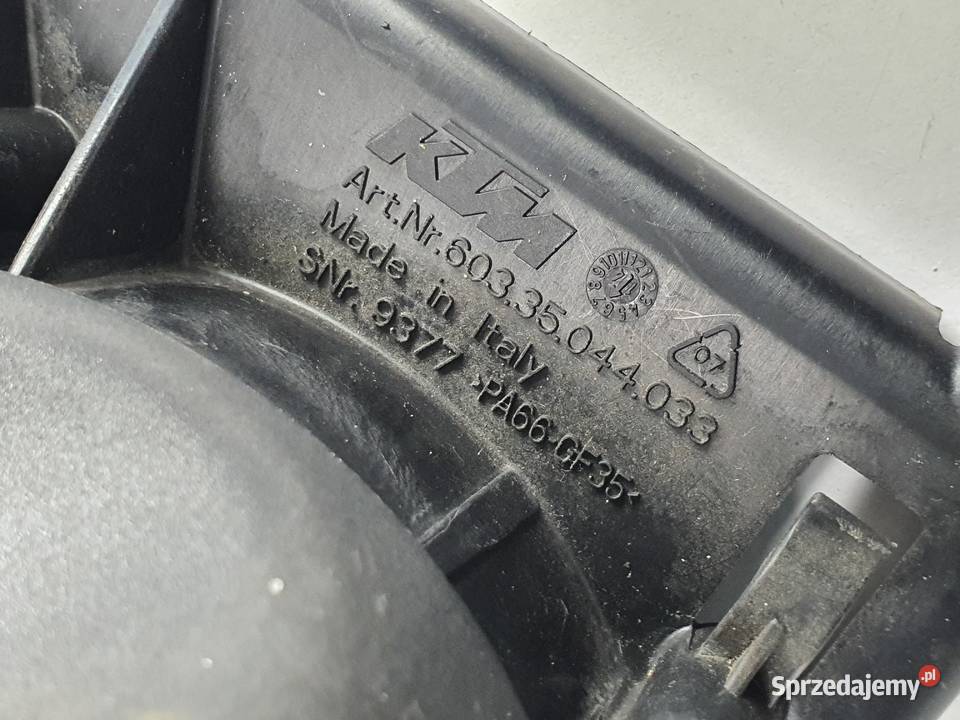 KTM
Art.Nr.603.35.044.033
Made in Italy
SNr. 9377 >PA66-GF35<
07
Sprzedajemy.pl